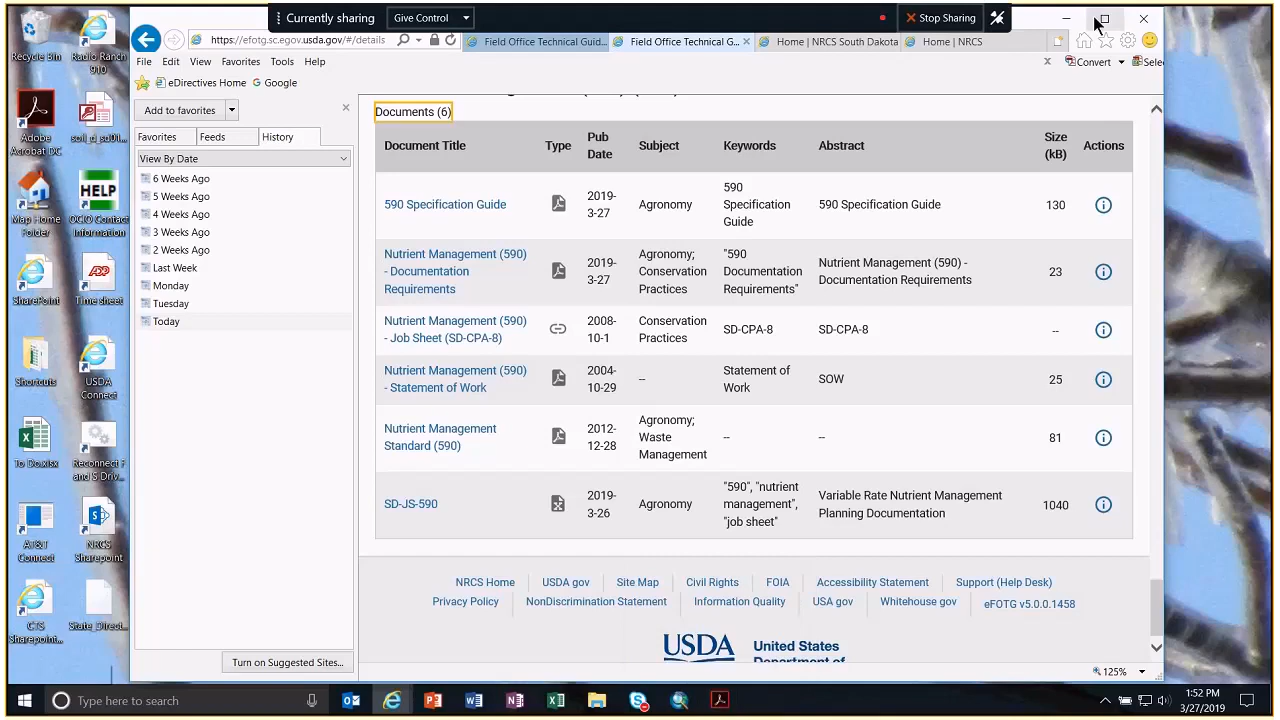 Currently sharing
Give Control
Stop Sharing
https://efotg.sc.egov.usda.gov/#/details
Field Office Technical Guid...
Field Office Technical G...
Home | NRCS South Dakota
Home | NRCS
File Edit View Favorites Tools Help
Convert
Selec
eDirectives Home
Google
Add to favorites
Favorites Feeds History
View By Date
6 Weeks Ago
5 Weeks Ago
4 Weeks Ago
3 Weeks Ago
2 Weeks Ago
Last Week
Monday
Tuesday
Today
Turn on Suggested Sites...
Recycle Bin
Radio Ranch
910
Adobe
Acrobat DC
soil_d_sd01...
Map Home
Folder
HELP
OCIO Contact
Information
SharePoint
ADP
Time sheet
Shortcuts
USDA
Connect
To Do.xlsx
Reconnect F
and S Driv...
AT&T
Connect
NRCS
Sharepoint
CTS
Sharepoint...
State_Direct...
Documents (6)
Document Title
Type
Pub
Date
Subject
Keywords
Abstract
Size
(kB)
Actions
590 Specification Guide
2019-
3-27
Agronomy
590
Specification
Guide
590 Specification Guide
130
Nutrient Management (590)
- Documentation
Requirements
2019-
3-27
Agronomy;
Conservation
Practices
"590
Documentation
Requirements"
Nutrient Management (590) -
Documentation Requirements
23
Nutrient Management (590)
- Job Sheet (SD-CPA-8)
2008-
10-1
Conservation
Practices
SD-CPA-8
SD-CPA-8
--
Nutrient Management (590)
- Statement of Work
2004-
10-29
--
Statement of
Work
SOW
25
Nutrient Management
Standard (590)
2012-
12-28
Agronomy;
Waste
Management
--
--
81
SD-JS-590
2019-
3-26
Agronomy
"590", "nutrient
management",
"job sheet"
Variable Rate Nutrient Management
Planning Documentation
1040
NRCS Home USDA gov Site Map Civil Rights FOIA Accessibility Statement Support (Help Desk)
Privacy Policy NonDiscrimination Statement Information Quality USA gov Whitehouse gov eFOTG v5.0.0.1458
USDA
United States
Department of
125%
Type here to search
1:52 PM
3/27/2019